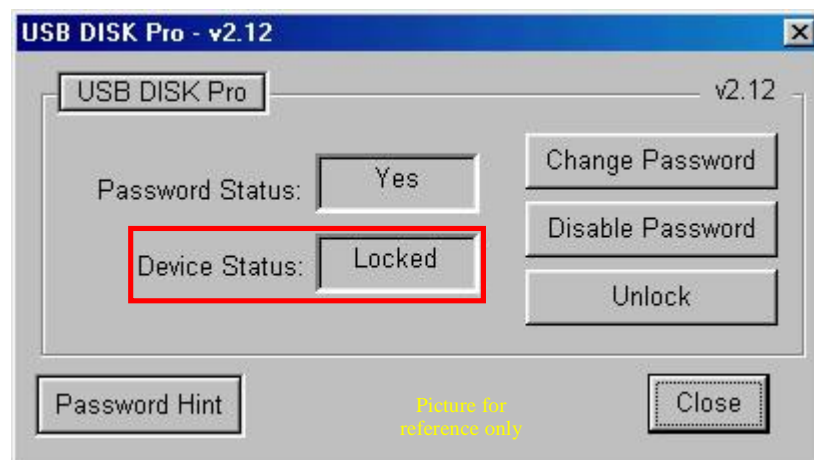 USB DISK Pro - v2.12
USB DISK Pro
v2.12
Password Status:
Yes
Change Password
Disable Password
Device Status:
Locked
Unlock
Password Hint
Picture for
reference only
Close